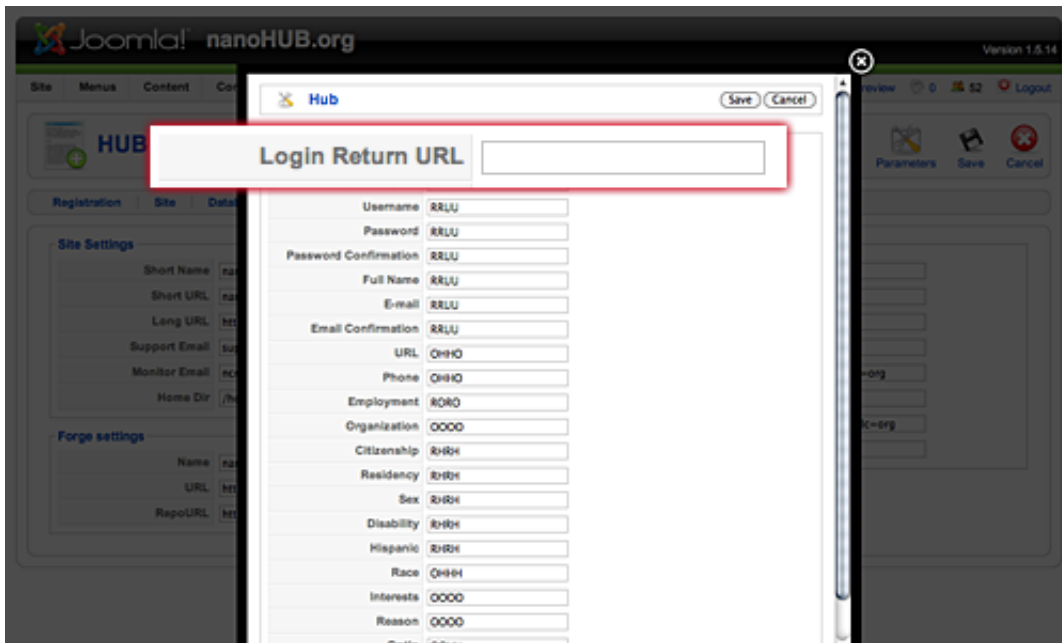 Joomla! nanoHUB.org
Version 1.5.14
Site Menus Content
0 52 Logout
Hub Save Cancel
HUB
Parameters Save Cancel
Login Return URL
Registration Site
Username RRUU
Password RRUU
Password Confirmation RRUU
Full Name RRUU
E-mail RRUU
Email Confirmation RRUU
URL OHHO
Phone OHHO
Employment RORO
Organization OOOO
Citizenship RHRH
Residency RHRH
Sex RHRH
Disability RHRH
Hispanic RHRH
Race OHHH
Interests OOOO
Reason OOOO
Site Settings
Short Name
Short URL
Long URL
Support Email
Monitor Email
Home Dir
Forge settings
Name
URL
RepoURL
=org